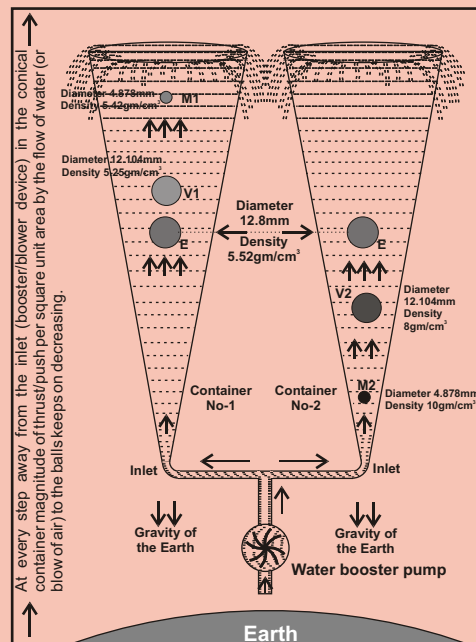 At every step away from the inlet (booster/blower device) in the conical
container magnitude of thrust/push per square unit area by the flow of water (or
blow of air) to the balls keeps on decreasing.
Diameter 4.878mm
Density 5.42gm/cm³
M1
Diameter 12.104mm
Density 5.25gm/cm³
V1
E
Diameter
12.8mm
Density
5.52gm/cm³
E
V2
Diameter
12.104mm
Density
8gm/cm³
M2
Diameter 4.878mm
Density 10gm/cm³
Container
No-1
Container
No-2
Inlet
Inlet
Gravity of
the Earth
Gravity of
the Earth
Water booster pump
Earth